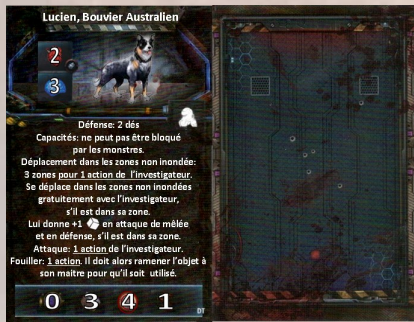 Lucien, Bouvier Australien
2
3
Défense: 2 dés
Capacités: ne peut pas être bloqué
par les monstres.
Déplacement dans les zones non inondée:
3 zones pour 1 action de l'investigateur.
Se déplace dans les zones non inondées
gratuitement avec l'investigateur,
s'il est dans sa zone.
Lui donne +1 en attaque de mêlée
et en défense, s'il est dans sa zone.
Attaque: 1 action de l'investigateur.
Fouiller: 1 action. Il doit alors ramener l'objet à
son maitre pour qu'il soit utilisé.
0 3 4 1
DT